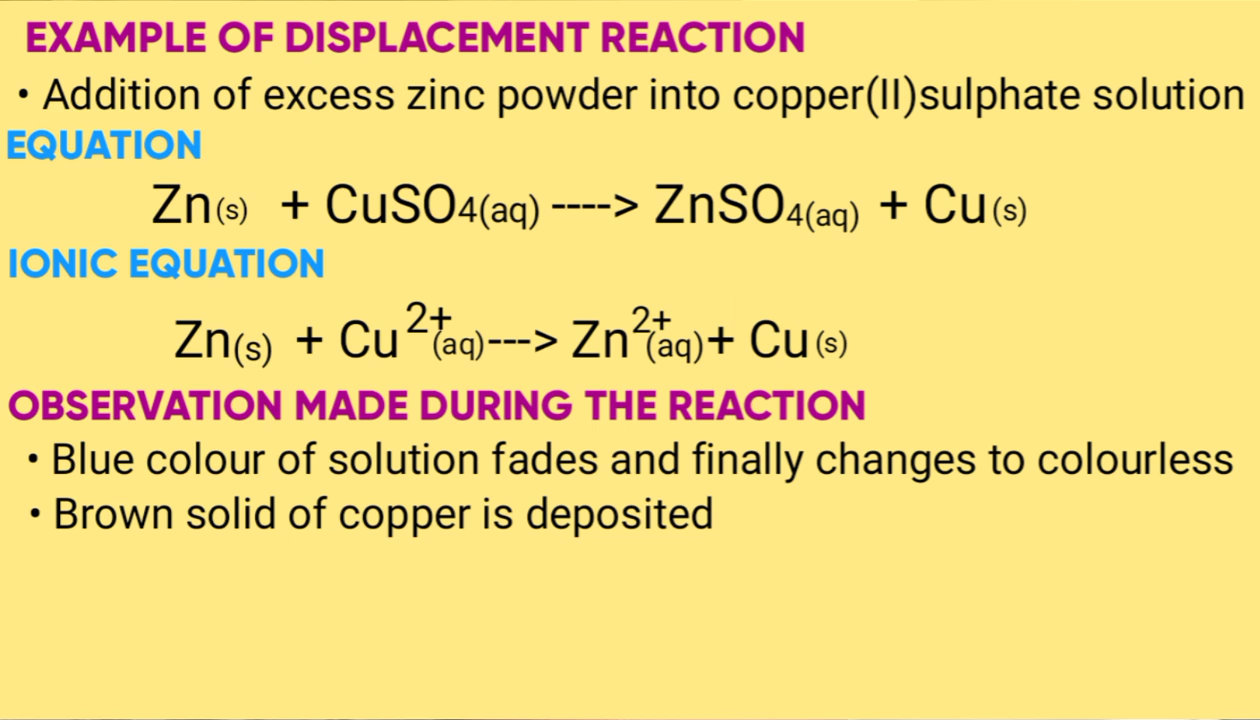 EXAMPLE OF DISPLACEMENT REACTION
• Addition of excess zinc powder into copper(II)sulphate solution
EQUATION
Zn(s) + CuSO4(aq) ----> ZnSO4(aq) + Cu(s)
IONIC EQUATION
Zn(s) + Cu2+(aq)---> Zn2+(aq)+ Cu(s)
OBSERVATION MADE DURING THE REACTION
• Blue colour of solution fades and finally changes to colourless
• Brown solid of copper is deposited